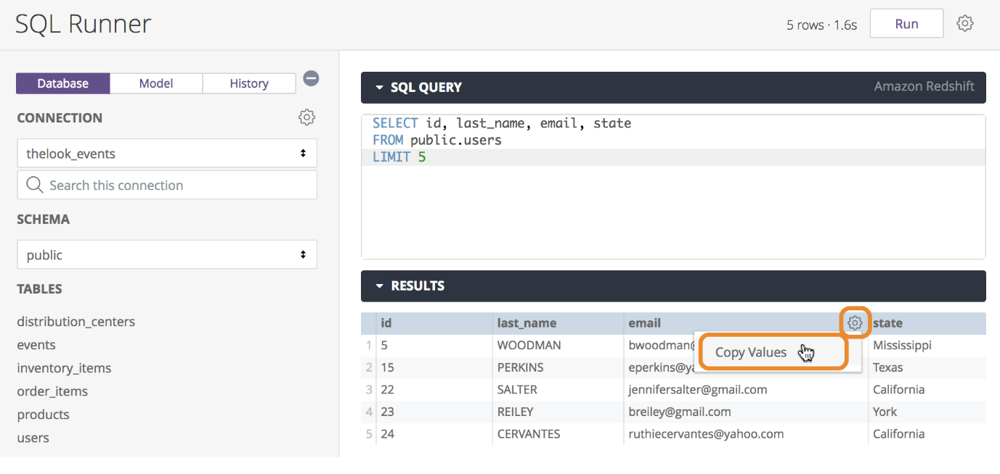 SQL Runner
5 rows · 1.6s
Run
Database
Model
History
CONNECTION
thelook_events
Search this connection
SCHEMA
public
TABLES
distribution_centers
events
inventory_items
order_items
products
users
SQL QUERY
Amazon Redshift
SELECT id, last_name, email, state
FROM public.users
LIMIT 5
RESULTS
id last_name email state
1 5 WOODMAN bwoodman@ Mississippi
Copy Values
2 15 PERKINS eperkins@ya Texas
3 22 SALTER jennifersalter@gmail.com California
4 23 REILEY breiley@gmail.com York
5 24 CERVANTES ruthiecervantes@yahoo.com California